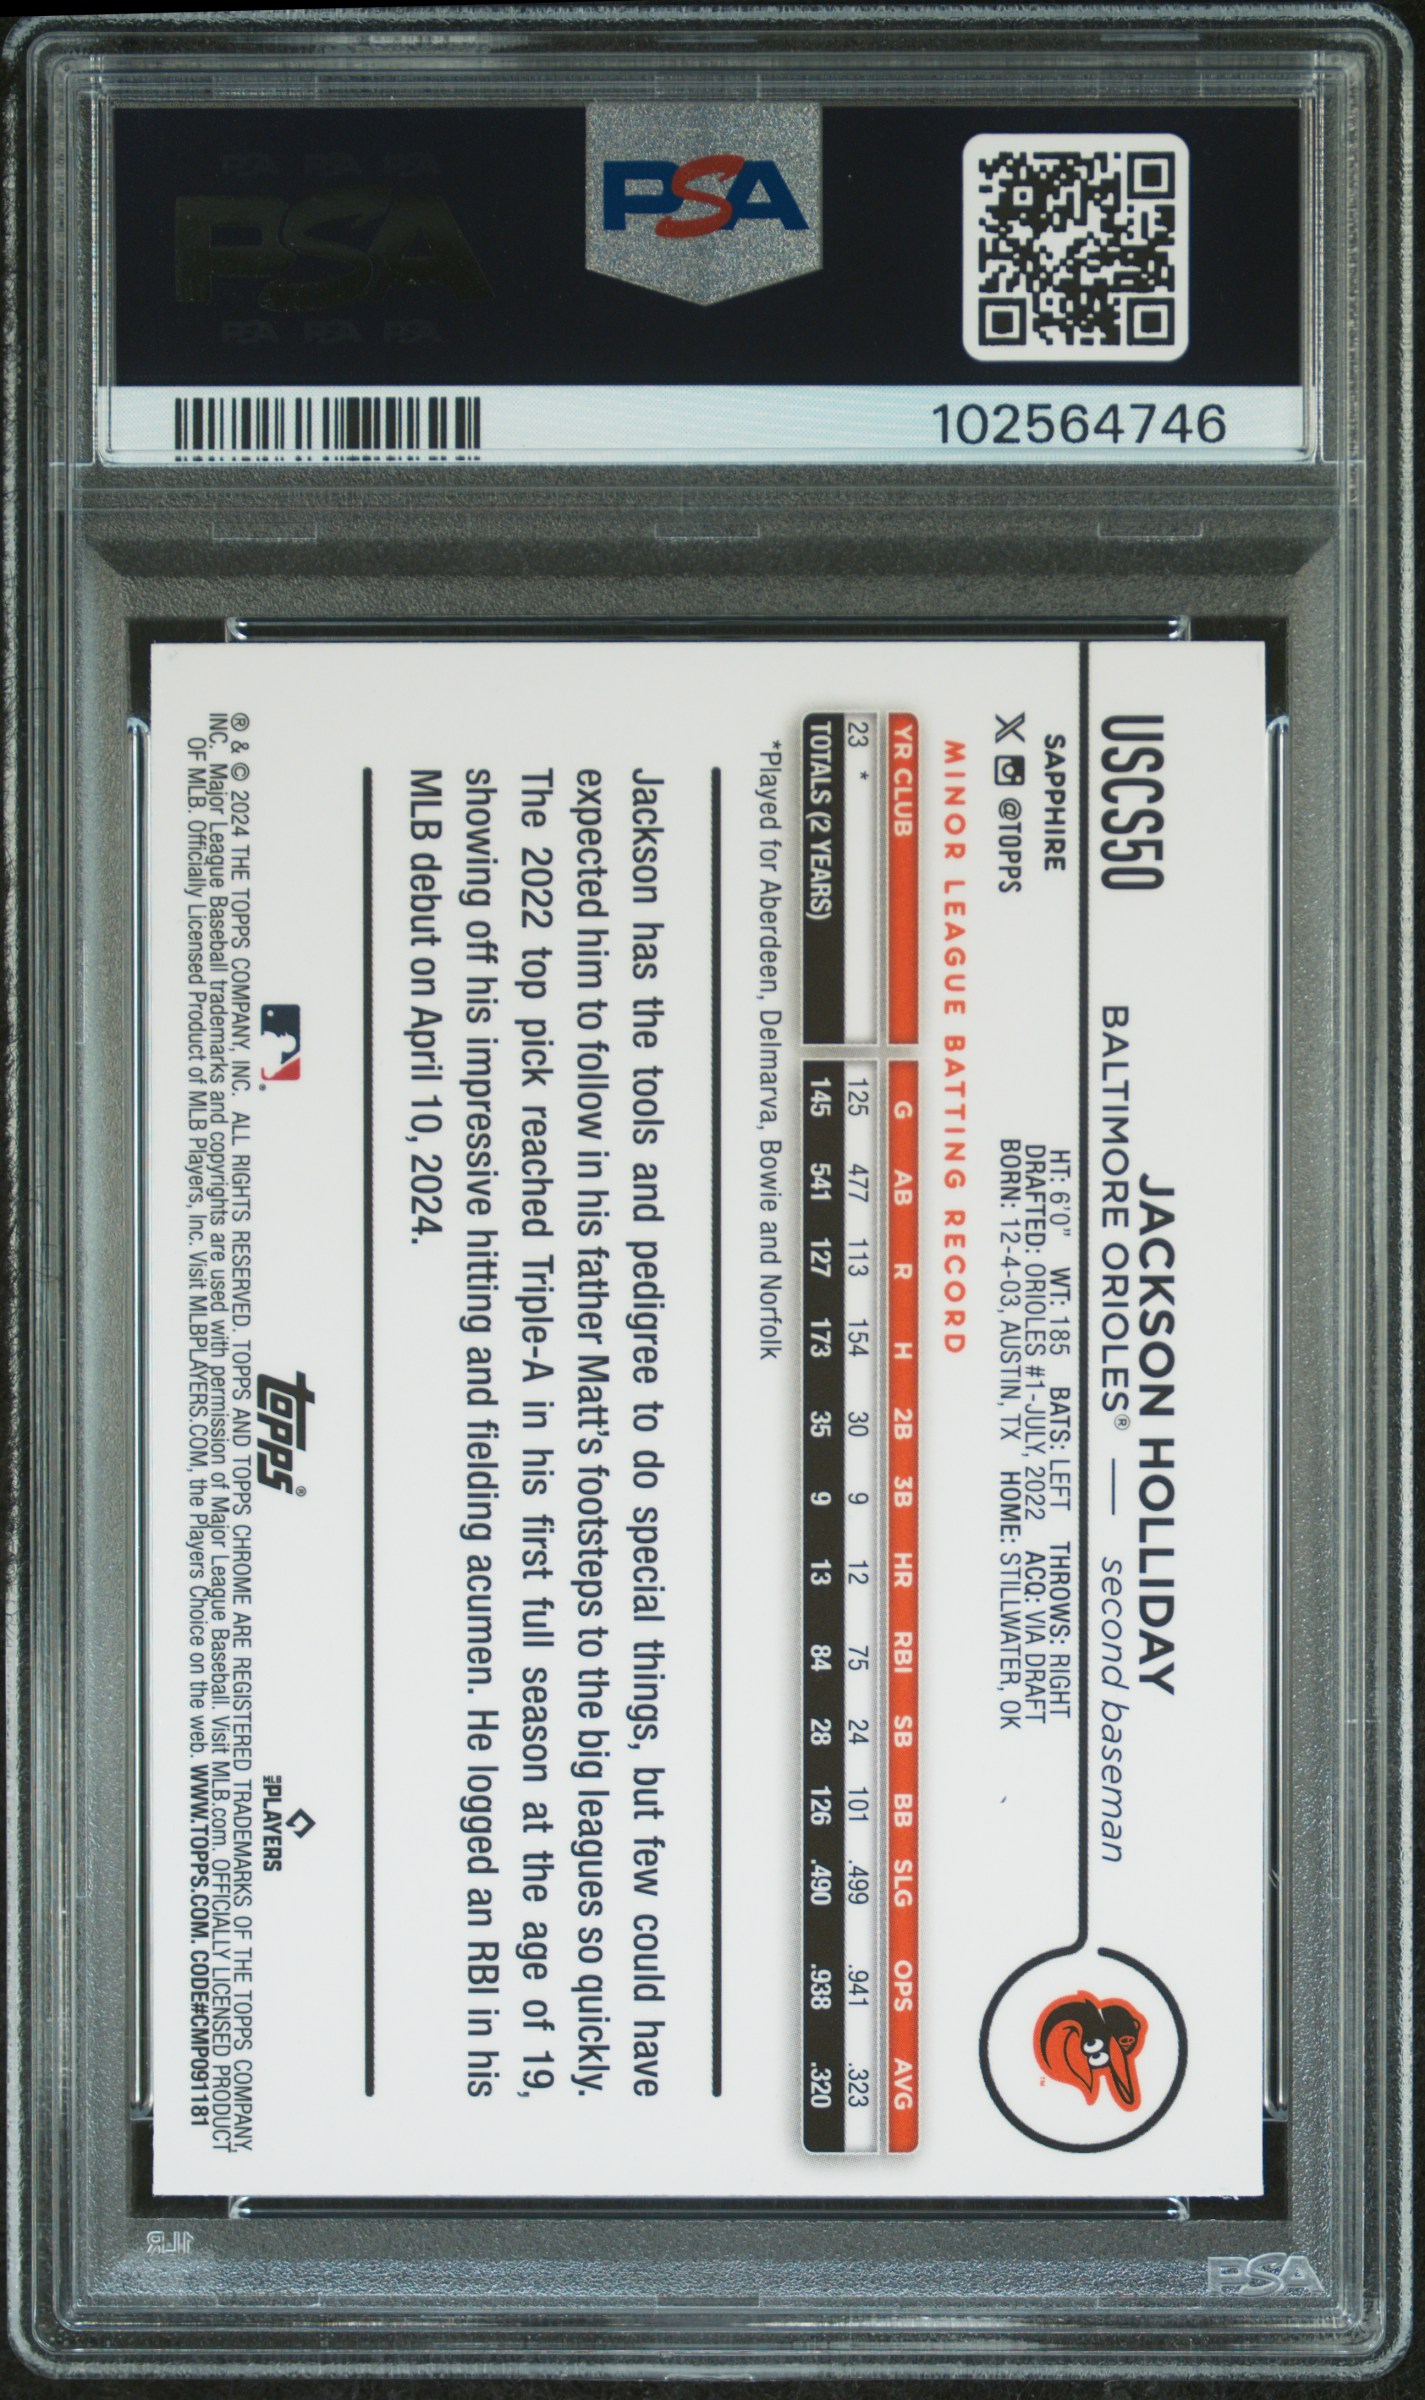 PSA
PSA PSA PSA
PSA
PSA PSA PSA
102564746
USCS50
JACKSON HOLLIDAY
BALTIMORE ORIOLES® — second baseman
SAPPHIRE
@TOPPS
HT: 6'0" WT: 185 BATS: LEFT THROWS: RIGHT
DRAFTED: ORIOLES #1-JULY, 2022 ACQ: VIA DRAFT
BORN: 12-4-03, AUSTIN, TX HOME: STILLWATER, OK
MINOR LEAGUE BATTING RECORD
YR CLUB G AB R H 2B 3B HR RBI SB BB SLG OPS AVG
23 * 125 477 113 154 30 9 12 75 24 101 .499 .941 .323
TOTALS (2 YEARS) 145 541 127 173 35 9 13 84 28 126 .490 .938 .320
*Played for Aberdeen, Delmarva, Bowie and Norfolk
Jackson has the tools and pedigree to do special things, but few could have
expected him to follow in his father Matt's footsteps to the big leagues so quickly.
The 2022 top pick reached Triple-A in his first full season at the age of 19,
showing off his impressive hitting and fielding acumen. He logged an RBI in his
MLB debut on April 10, 2024.
topps®
PLAYERS
® & © 2024 THE TOPPS COMPANY, INC. ALL RIGHTS RESERVED. TOPPS AND TOPPS CHROME ARE REGISTERED TRADEMARKS OF THE TOPPS COMPANY,
INC. Major League Baseball trademarks and copyrights are used with permission of Major League Baseball. Visit MLB.com. OFFICIALLY LICENSED PRODUCT
OF MLB. Officially Licensed Product of MLB Players, Inc. Visit MLBPLAYERS.COM, the Players Choice on the web. WWW.TOPPS.COM. CODE#CMP091181
PSA